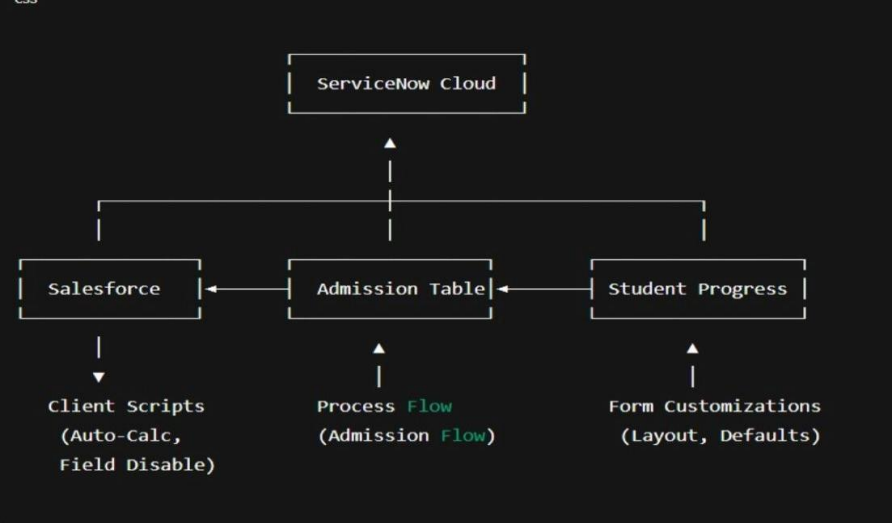 css
ServiceNow Cloud
Salesforce
Admission Table
Student Progress
Client Scripts
(Auto-Calc,
Field Disable)
Process Flow
(Admission Flow)
Form Customizations
(Layout, Defaults)